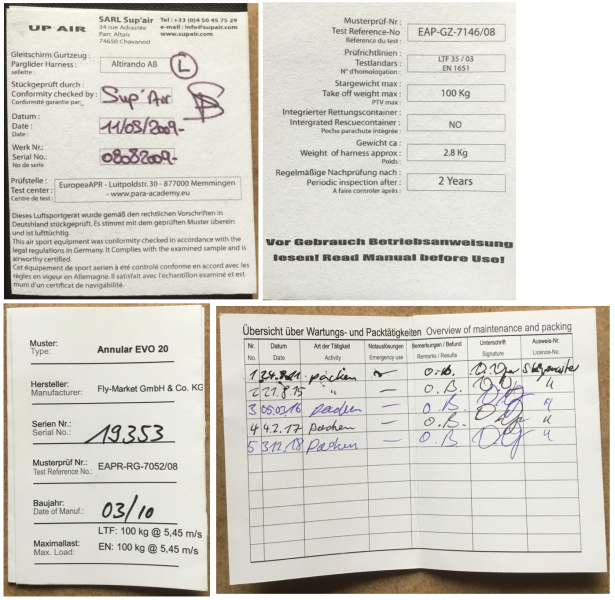 UP AIR
SARL Sup'air
34 rue Adrastée
Parc Altaïs
74650 Chavanod
Tel : +33 (0)4 50 45 75 29
e-mail : info@supair.com
www.supair.com
Gleitschirm Gurtzeug :
Parglider Harness : Altirando AB L
sellette :
Stückgeprüft durch :
Conformity checked by : Sup'Air
Conformité garantie par :
Datum :
Date : 11/03/2009-
Date :
Werk Nr.:
Serial No.: 08082009-
No de serie
Prüfstelle : EuropeaAPR - Luitpoldstr.30 - 877000 Memmingen
Test center : - www.para-academy.eu
Centre de test :
Dieses Luftsportgerat wurde gemäß den rechtlichen Vorschriften in
Deutschland stückgeprüft. Es stimmt mit dem geprüften Muster überein
und ist lufttüchtig.
This air sport equipment was conformity checked in accordance with the
legal regulations in Germany. It Complies with the examined sample and is
airworthy certified.
Cet équipement de sport aerien à été controlé conforme en accord avec les
règles en vigeur en Allemagne. Il satisfait avec l'échantillon examiné et est
muni d'un certificat de navigabilité.
Musterprüf-Nr :
Test Reference-No EAP-GZ-7146/08
Référence du test :
Prüfrichtlinien :
Testlandars : LTF 35 / 03
N° d'homologation : EN 1651
Stargewicht max :
Take off weight max : 100 Kg
PTV max :
Integrierter Rettungscontainer :
Intergrated Rescuecontainer : NO
Poche parachute intégrée :
Gewicht ca :
Weight of harness approx : 2.8 Kg
Poids :
Regelmäßige Nachprüfung nach :
Periodic inspection after : 2 Years
A faire controler après :
Vor Gebrauch Betriebsanweisung
lesen! Read Manual before Use!
Muster:
Type: Annular EVO 20
Hersteller:
Manufacturer: Fly-Market GmbH & Co. KG
Serien Nr.:
Serial No.: 19353
Musterprüf Nr.:
Test Reference No.: EAPR-RG-7052/08
Baujahr:
Date of Manuf.: 03/10
LTF: 100 kg @ 5,45 m/s
Maximallast:
Max. Load: EN: 100 kg @ 5,45 m/s
Übersicht über Wartungs- und Packtätigkeiten Overview of maintenance and packing
Nr. Datum Art der Tätigkeit Notauslösungen Bemerkungen / Befund Unterschrift Ausweis-Nr.
No. Date Activity Emergency use Remarks / Results Signature Licence-No.
1 packen — o.B.
2 21.8.15 " — o.B. "
3 05.03.16 packen — o.B. "
4 4.2.17 packen — o.B. "
5 3.12.18 packen — o.B. "